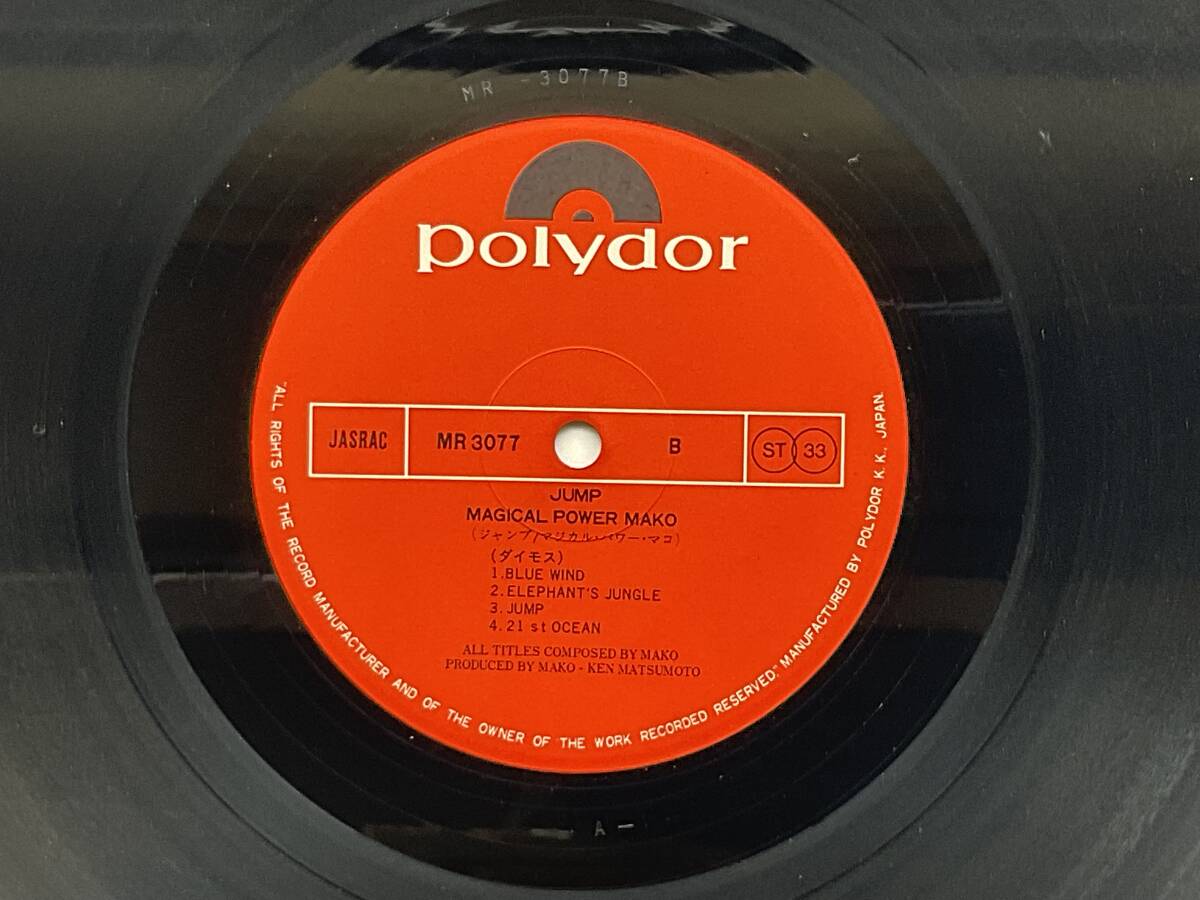 MR -3077B
polydor
JASRAC MR 3077 B ST 33
JUMP
MAGICAL POWER MAKO
(ジャンプ/マジカル・パワー・マコ)
(ダイモス)
1. BLUE WIND
2. ELEPHANT'S JUNGLE
3. JUMP
4. 21 st OCEAN
ALL TITLES COMPOSED BY MAKO
PRODUCED BY MAKO - KEN MATSUMOTO
"ALL RIGHTS OF THE RECORD MANUFACTURER AND OF THE OWNER OF THE WORK RECORDED RESERVED." MANUFACTURED BY POLYDOR K.K., JAPAN.
A —